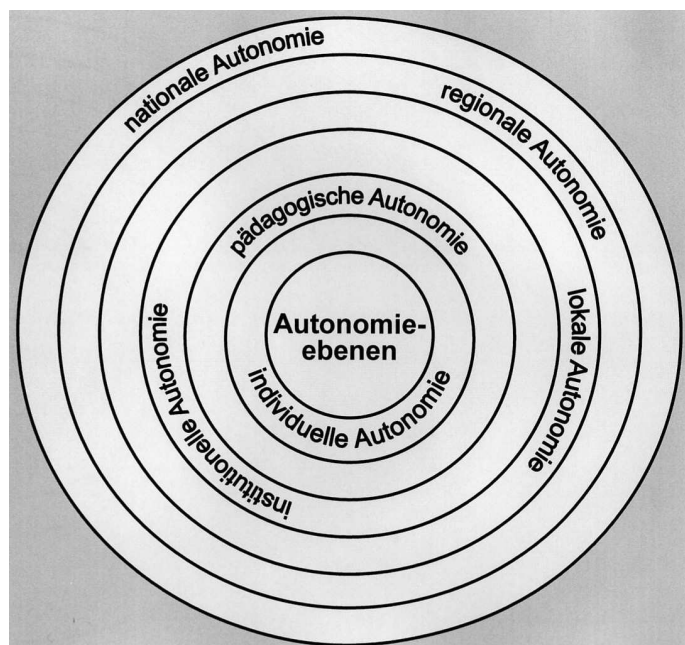 nationale Autonomie
regionale Autonomie
pädagogische Autonomie
lokale Autonomie
institutionelle Autonomie
Autonomie-
ebenen
individuelle Autonomie